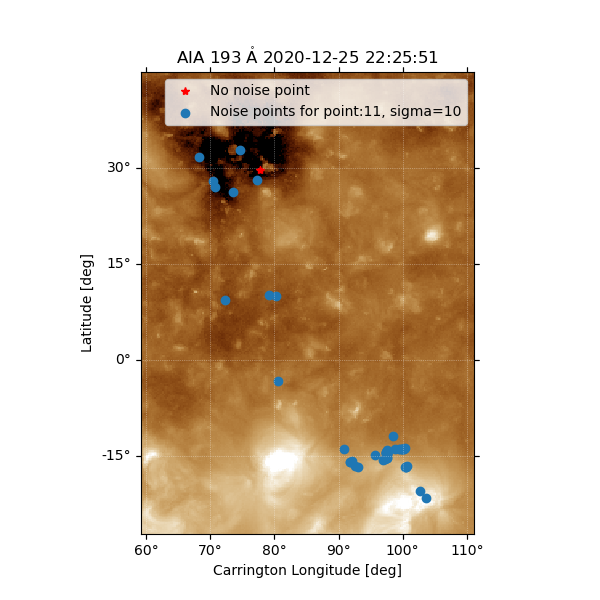 AIA 193 Å 2020-12-25 22:25:51
No noise point
Noise points for point:11, sigma=10
30°
15°
0°
-15°
Latitude [deg]
60° 70° 80° 90° 100° 110°
Carrington Longitude [deg]